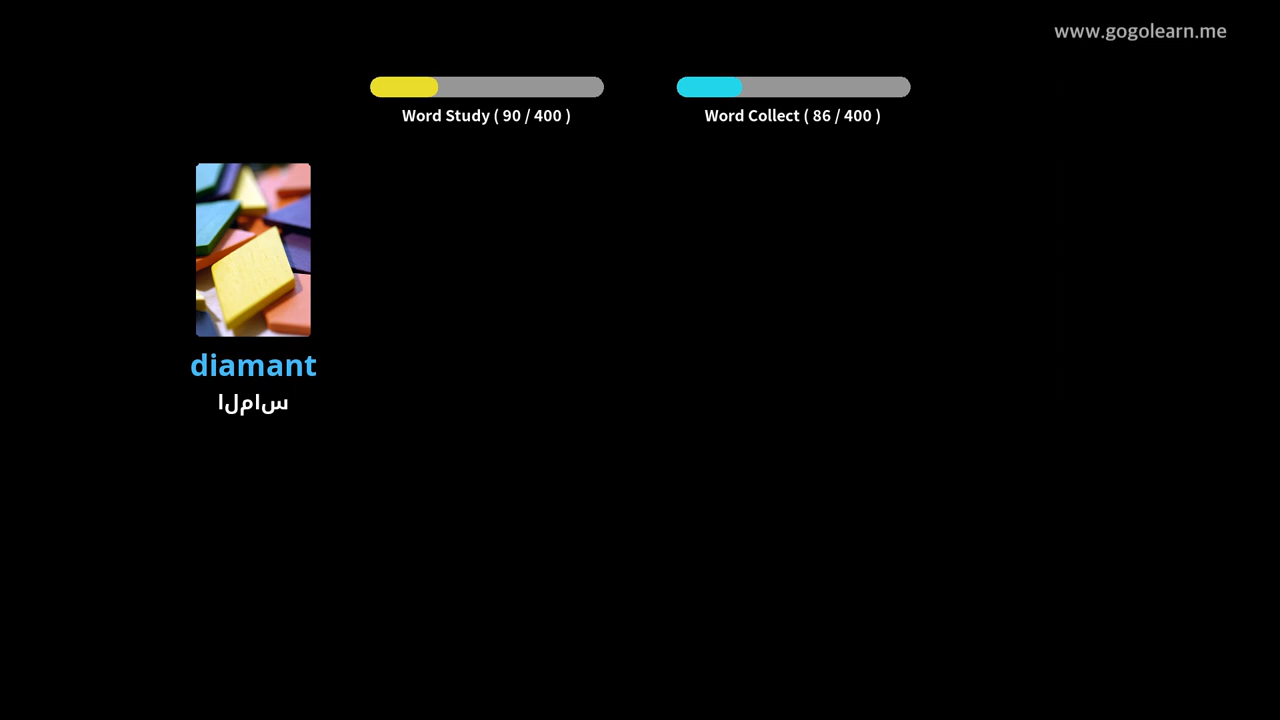 www.gogolearn.me
Word Study ( 90 / 400 )
Word Collect ( 86 / 400 )
diamant
الماس